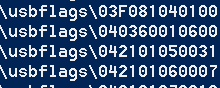 \usbflags\03F081040100
\usbflags\040360010600
\usbflags\042101050031
\usbflags\042101060007